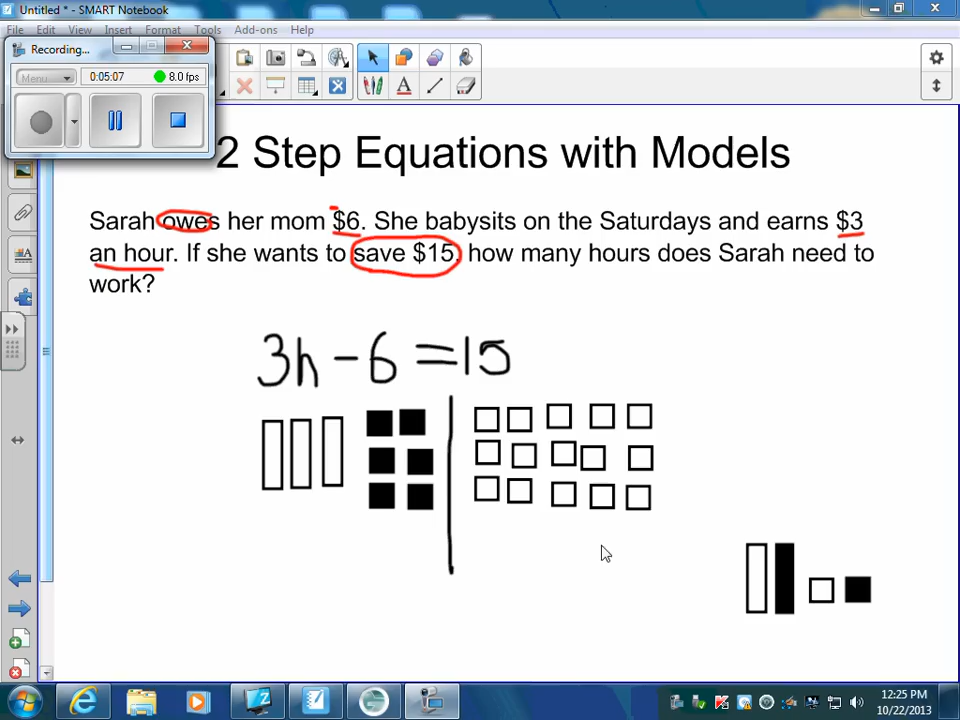 Untitled * - SMART Notebook
File Edit View Insert Format Tools Add-ons Help
Recording...
Menu 0:05:07 8.0 fps
2 Step Equations with Models
Sarah owes her mom $6. She babysits on the Saturdays and earns $3
an hour. If she wants to save $15, how many hours does Sarah need to
work?
3h - 6 = 15
12:25 PM
10/22/2013